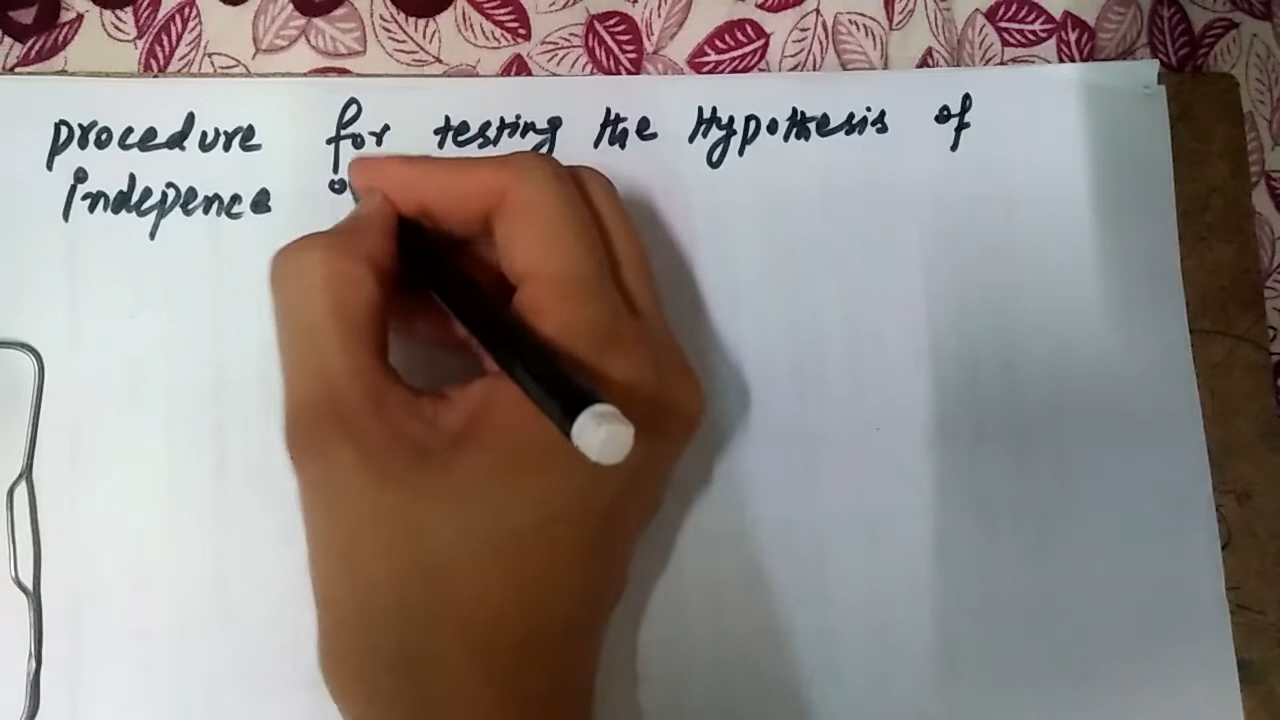 procedure for testing the Hypothesis of
Indepence